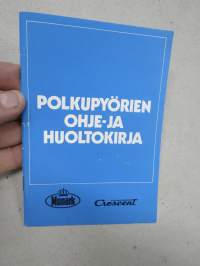 POLKUPYÖRIEN
OHJE-JA
HUOLTOKIRJA
Monark
Crescent